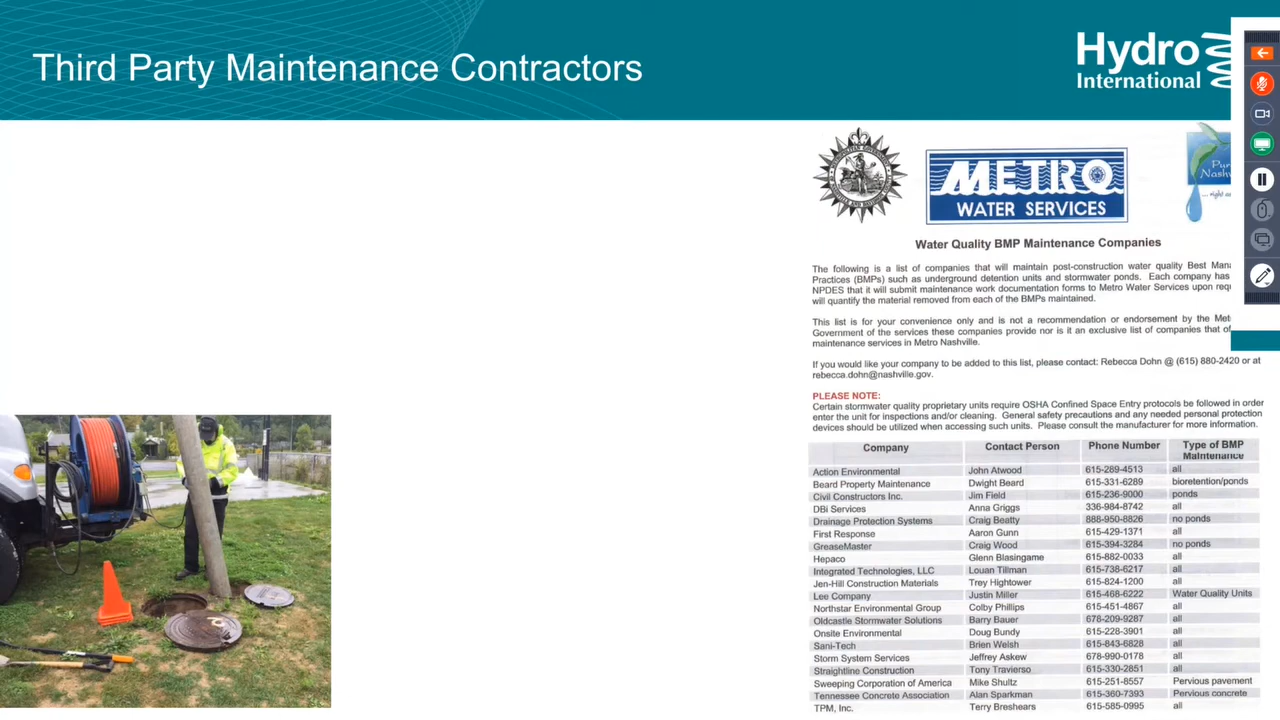 Third Party Maintenance Contractors
Hydro
International
METRO
WATER SERVICES
Water Quality BMP Maintenance Companies
The following is a list of companies that will maintain post-construction water quality Best
Practices (BMPs) such as underground detention units and stormwater ponds. Each company has
NPDES that it will submit maintenance work documentation forms to Metro Water Services upon
will quantify the material removed from each of the BMPs maintained.
This list is for your convenience only and is not a recommendation or endorsement by the
Government of the services these companies provide nor is it an exclusive list of companies that
maintenance services in Metro Nashville.
If you would like your company to be added to this list, please contact: Rebecca Dohn @ (615) 880-2420 or at
rebecca.dohn@nashville.gov.
PLEASE NOTE:
Certain stormwater quality proprietary units require OSHA Confined Space Entry protocols be followed in order
enter the unit for inspections and/or cleaning. General safety precautions and any needed personal protection
devices should be utilized when accessing such units. Please consult the manufacturer for more information.
Company Contact Person Phone Number Type of BMP
Maintenance
Action Environmental John Atwood 615-289-4513 all
Beard Property Maintenance Dwight Beard 615-331-6289 bioretention/ponds
Civil Constructors Inc. Jim Field 615-236-9000 ponds
DBi Services Anna Griggs 336-984-8742 all
Drainage Protection Systems Craig Beatty 888-950-8826 no ponds
First Response Aaron Gunn 615-429-1371 all
GreaseMaster Craig Wood 615-394-3284 no ponds
Hepaco Glenn Blasingame 615-882-0033 all
Integrated Technologies, LLC Louan Tillman 615-738-6217 all
Jen-Hill Construction Materials Trey Hightower 615-824-1200 all
Lee Company Justin Miller 615-468-6222 Water Quality Units
Northstar Environmental Group Colby Phillips 615-451-4867 all
Oldcastle Stormwater Solutions Barry Bauer 678-209-9287 all
Onsite Environmental Doug Bundy 615-228-3901 all
Sani-Tech Brien Welsh 615-843-6828 all
Storm System Services Jeffrey Askew 678-990-0178 all
Straightline Construction Tony Travierso 615-330-2851 all
Sweeping Corporation of America Mike Shultz 615-251-8557 Pervious pavement
Tennessee Concrete Association Alan Sparkman 615-360-7393 Pervious concrete
TPM, Inc. Terry Breshears 615-585-0995 all